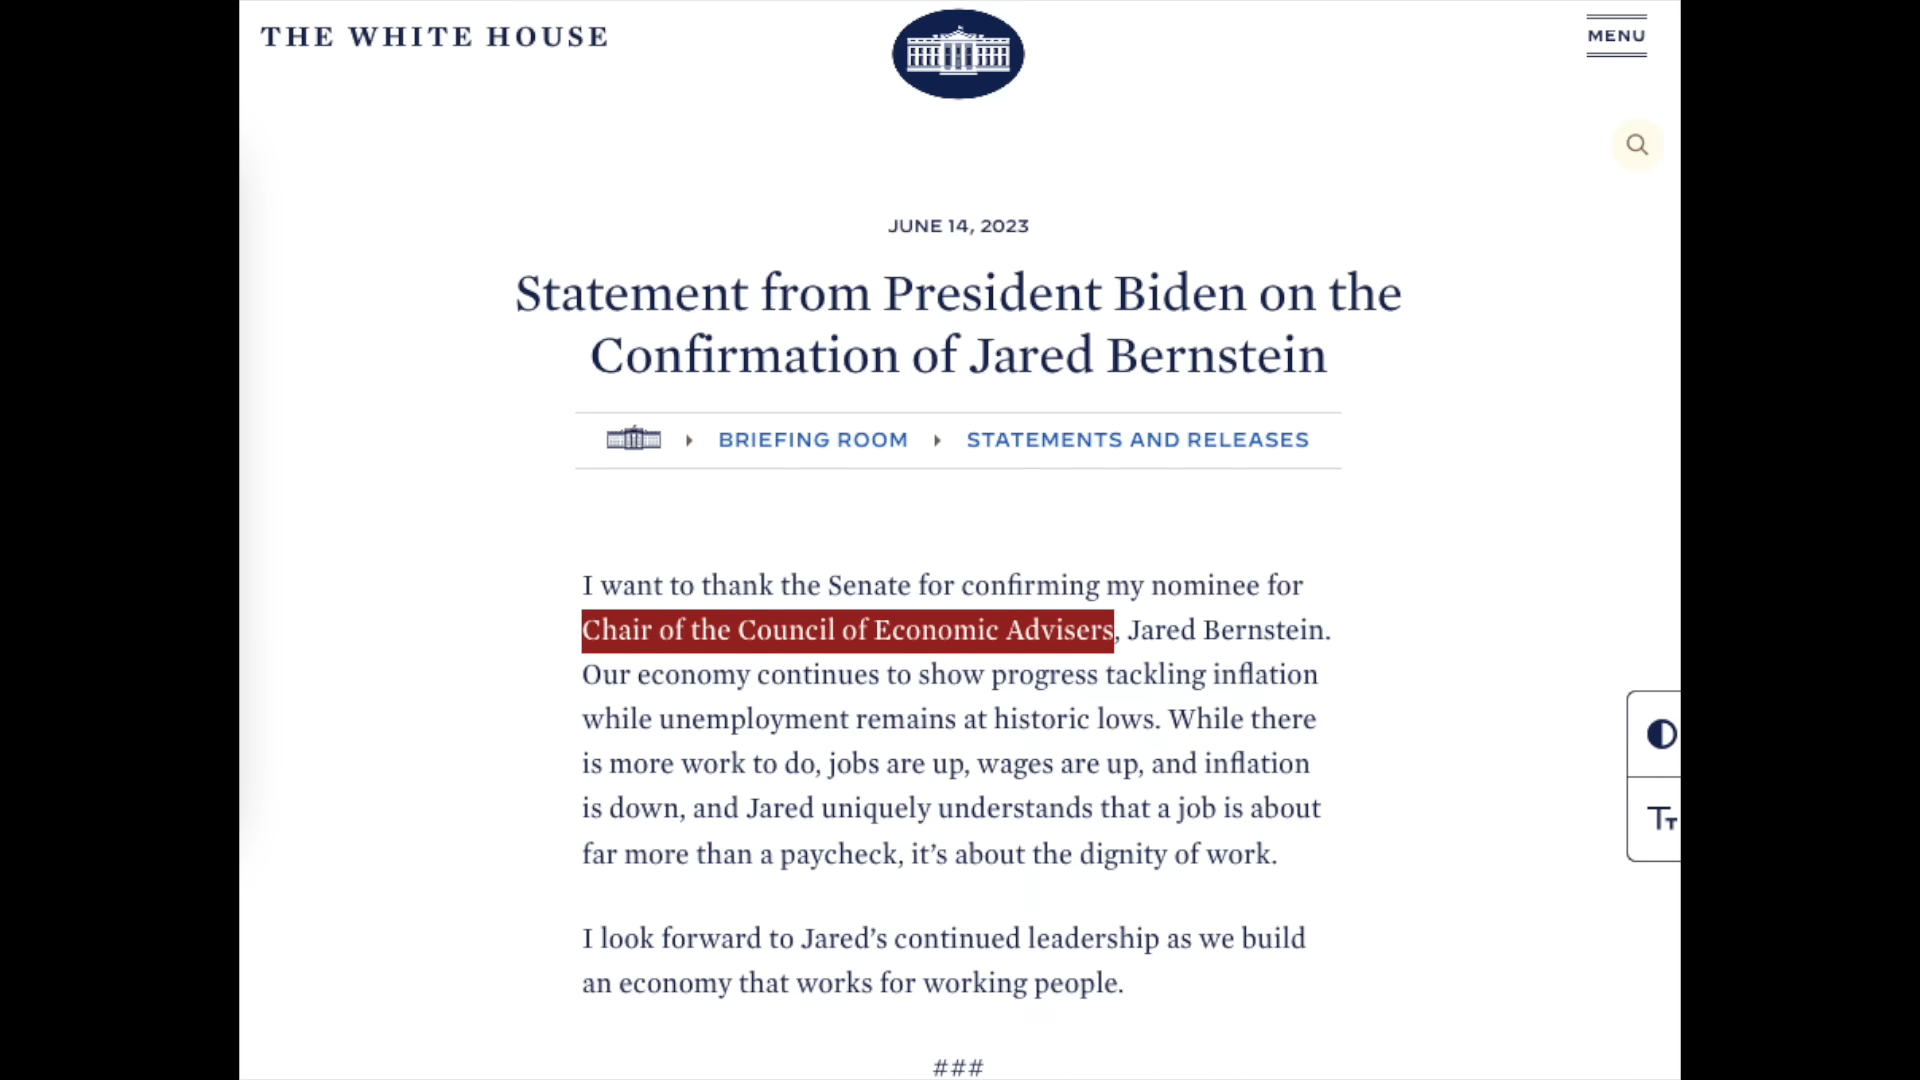 THE WHITE HOUSE
MENU
JUNE 14, 2023
Statement from President Biden on the
Confirmation of Jared Bernstein
BRIEFING ROOM STATEMENTS AND RELEASES
I want to thank the Senate for confirming my nominee for
Chair of the Council of Economic Advisers, Jared Bernstein.
Our economy continues to show progress tackling inflation
while unemployment remains at historic lows. While there
is more work to do, jobs are up, wages are up, and inflation
is down, and Jared uniquely understands that a job is about
far more than a paycheck, it’s about the dignity of work.
I look forward to Jared’s continued leadership as we build
an economy that works for working people.
###
TT